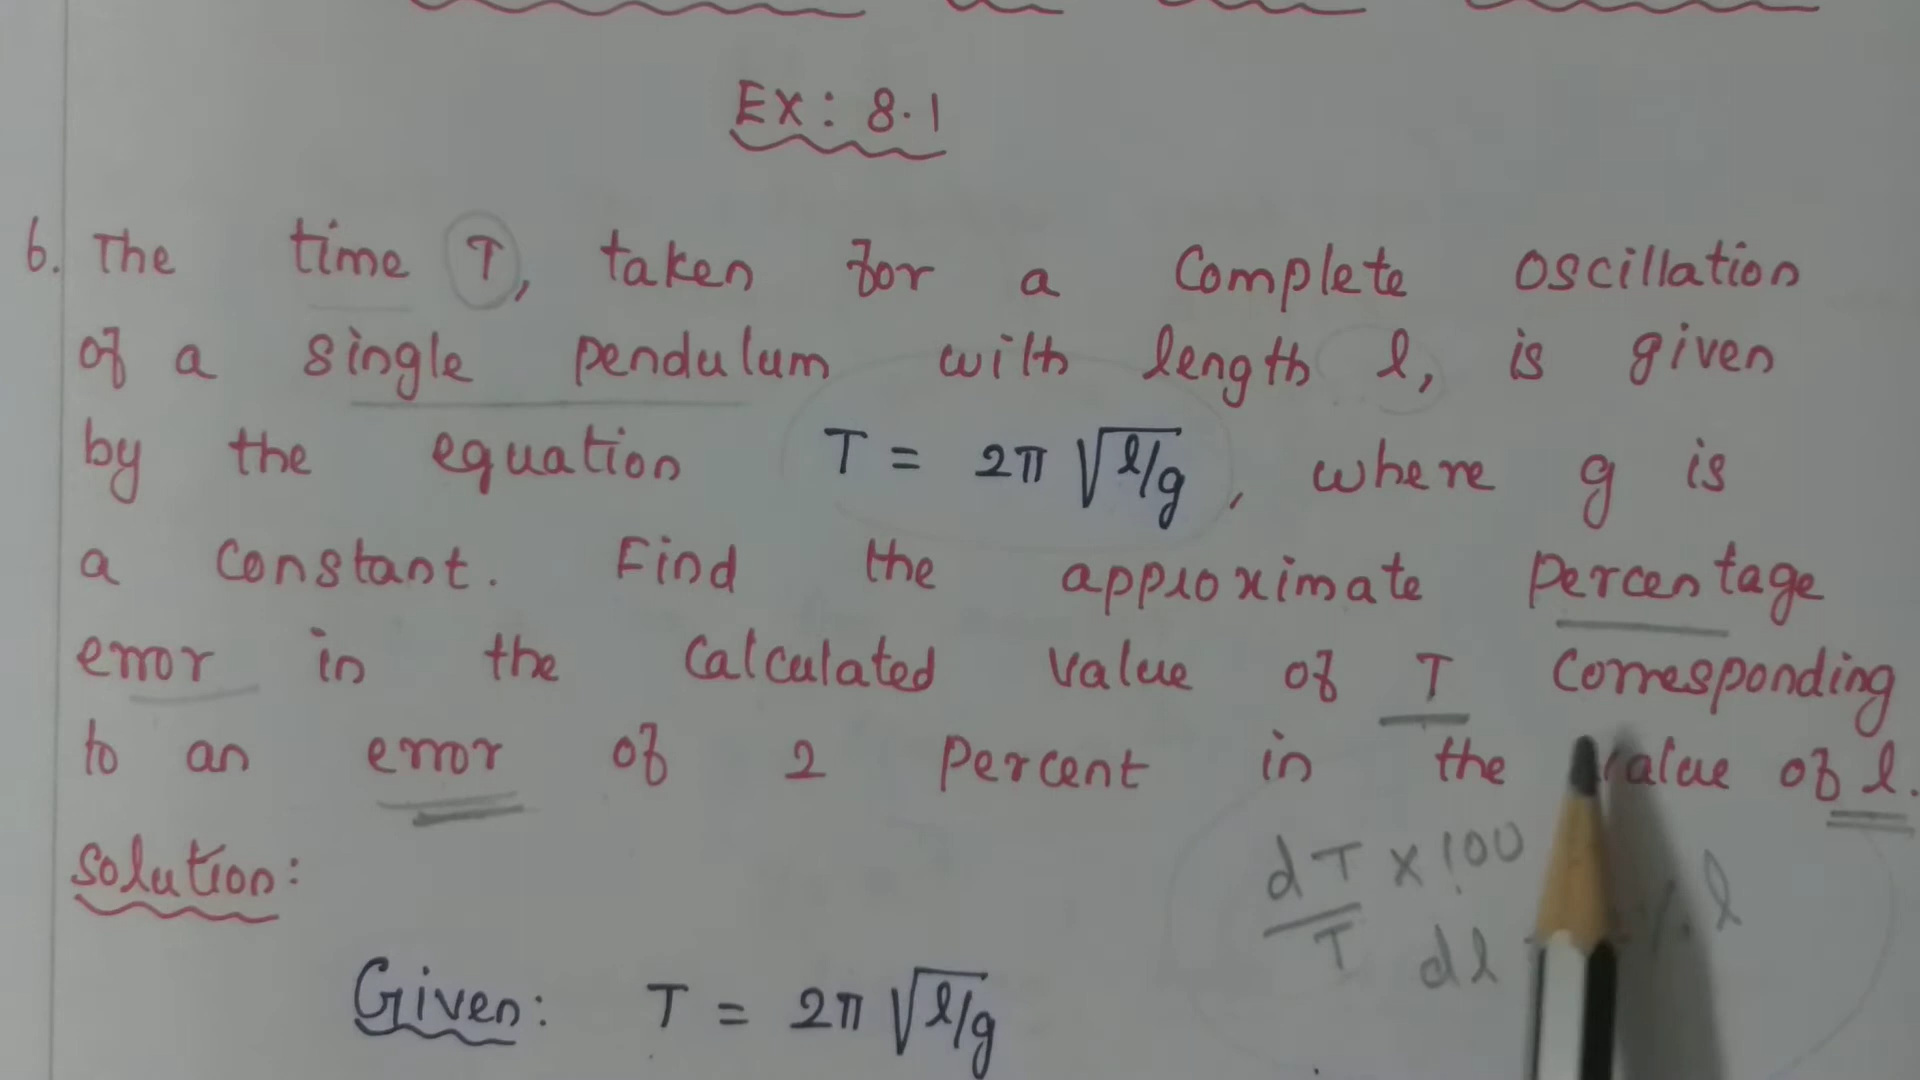 Ex: 8.1
6. The time T, taken for a complete oscillation
of a single pendulum with length l, is given
by the equation T = 2π √l/g, where g is
a constant. Find the approximate percentage
error in the calculated value of T corresponding
to an error of 2 percent in the value of l.
dT/T × 100
solution:
dl %. l
Given: T = 2π √l/g